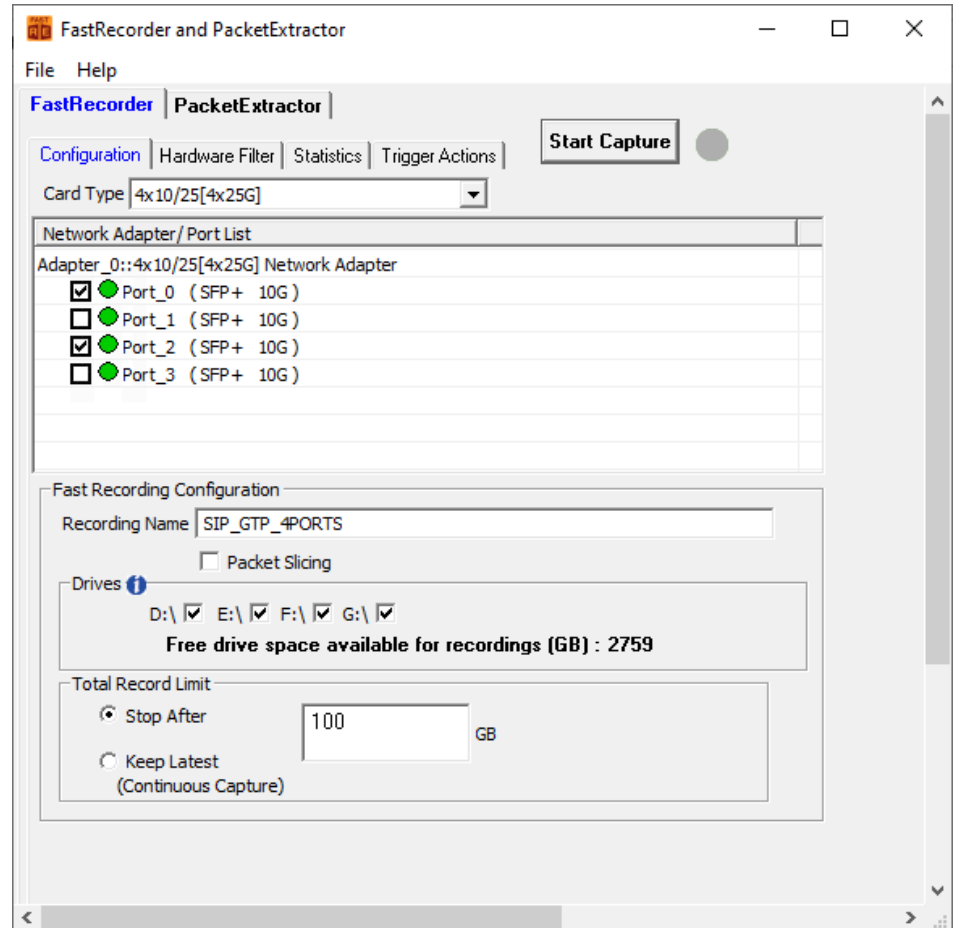 FastRecorder and PacketExtractor
File Help
FastRecorder PacketExtractor
Start Capture
Configuration Hardware Filter Statistics Trigger Actions
Card Type 4x10/25[4x25G]
Network Adapter/ Port List
Adapter_0::4x10/25[4x25G] Network Adapter
Port_0 (SFP+ 10G)
Port_1 (SFP+ 10G)
Port_2 (SFP+ 10G)
Port_3 (SFP+ 10G)
Fast Recording Configuration
Recording Name SIP_GTP_4PORTS
Packet Slicing
Drives
D:\ E:\ F:\ G:\
Free drive space available for recordings (GB) : 2759
Total Record Limit
Stop After 100 GB
Keep Latest
(Continuous Capture)